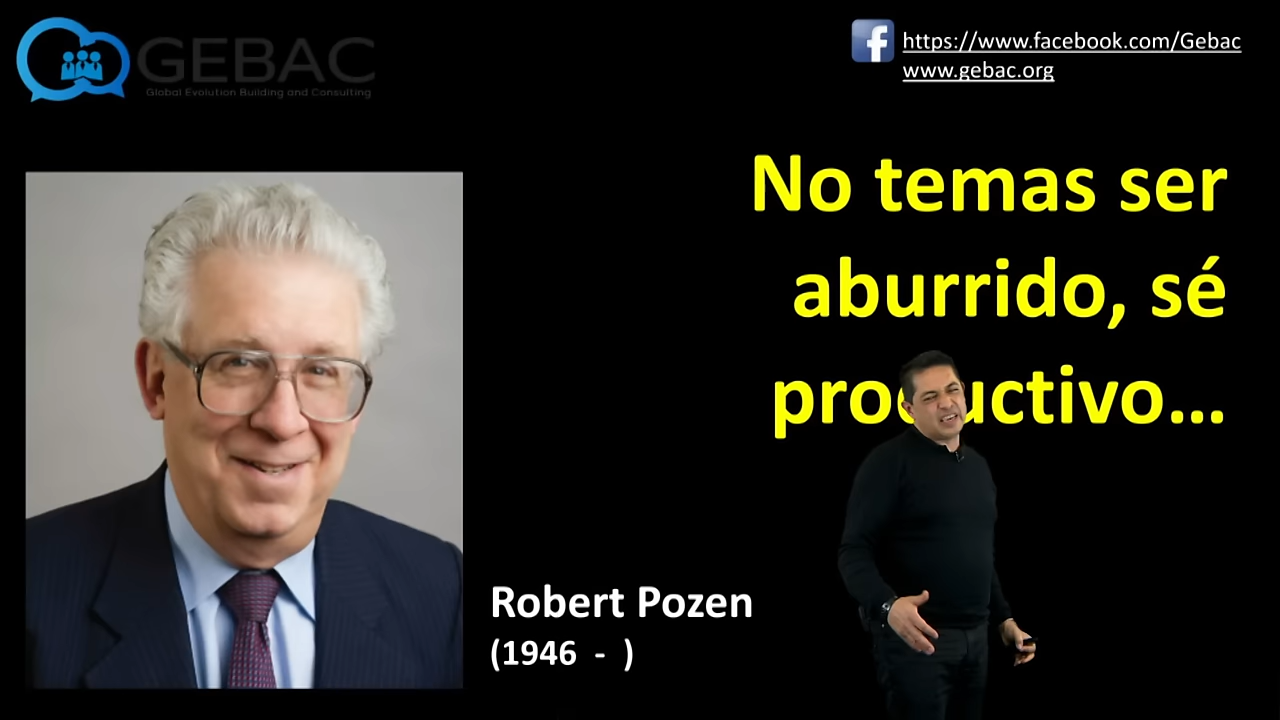 GEBAC
Global Evolution Building and Consulting
https://www.facebook.com/Gebac
www.gebac.org
No temas ser
aburrido, sé
productivo...
Robert Pozen
(1946 - )